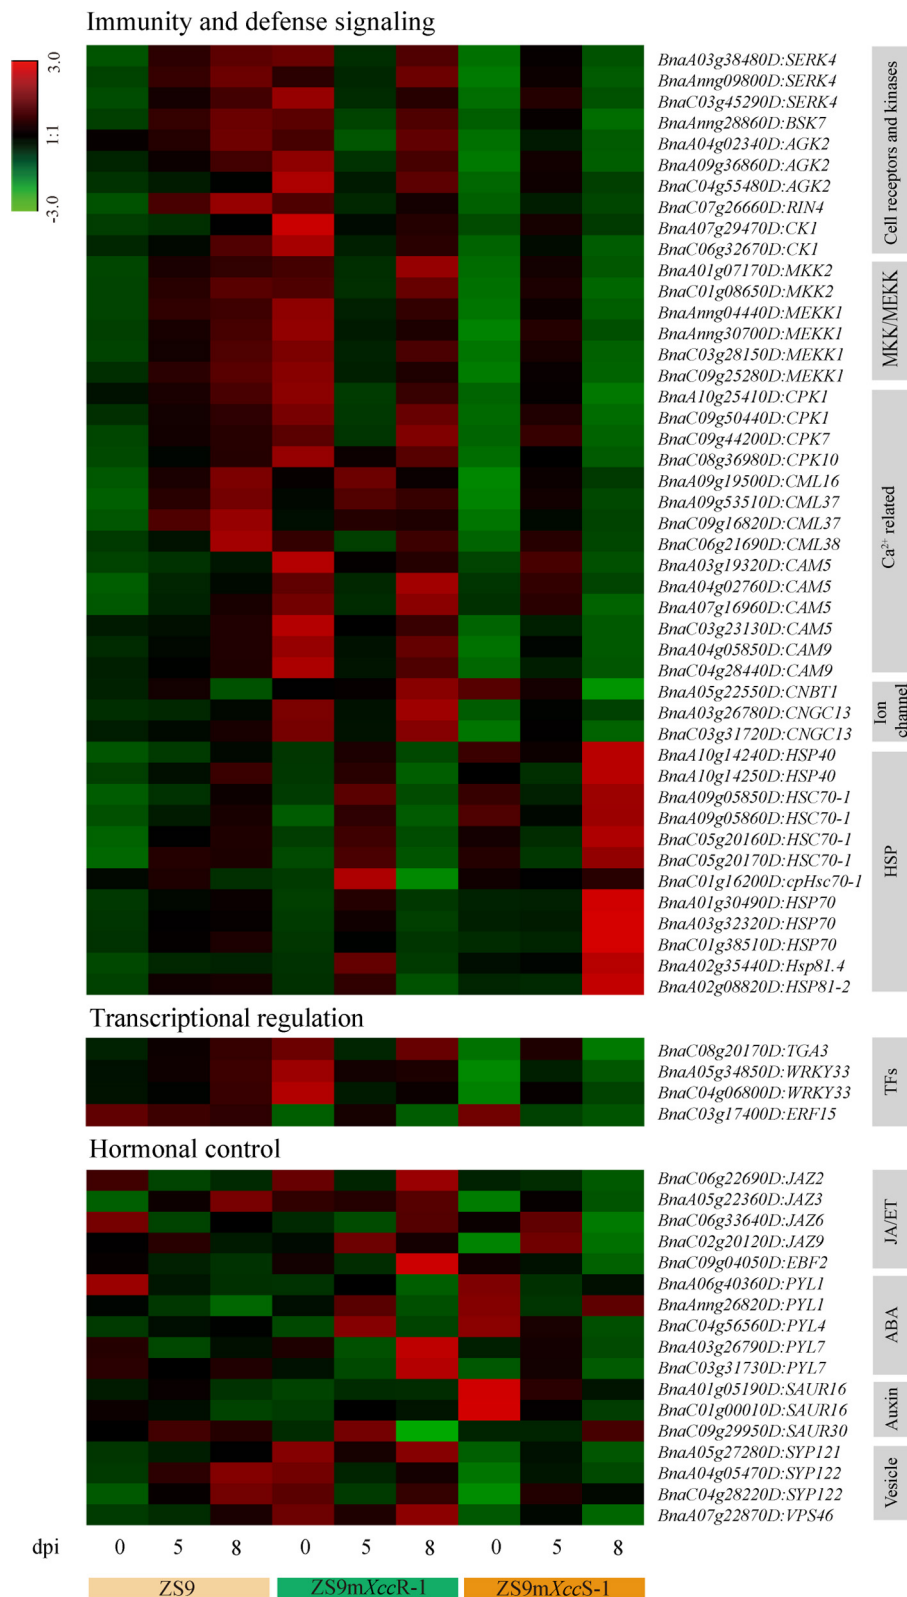 Immunity and defense signaling
3.0
1:1
-3.0
BnaA03g38480D:SERK4
BnaAnng09800D:SERK4
BnaC03g45290D:SERK4
BnaAnng28860D:BSK7
BnaA04g02340D:AGK2
BnaA09g36860D:AGK2
BnaC04g55480D:AGK2
BnaC07g26660D:RIN4
BnaA07g29470D:CK1
BnaC06g32670D:CK1
Cell receptors and kinases
BnaA01g07170D:MKK2
BnaC01g08650D:MKK2
BnaAnng04440D:MEKK1
BnaAnng30700D:MEKK1
BnaC03g28150D:MEKK1
BnaC09g25280D:MEKK1
MKK/MEKK
BnaA10g25410D:CPK1
BnaC09g50440D:CPK1
BnaC09g44200D:CPK7
BnaC08g36980D:CPK10
BnaA09g19500D:CML16
BnaA09g53510D:CML37
BnaC09g16820D:CML37
BnaC06g21690D:CML38
BnaA03g19320D:CAM5
BnaA04g02760D:CAM5
BnaA07g16960D:CAM5
BnaC03g23130D:CAM5
BnaA04g05850D:CAM9
BnaC04g28440D:CAM9
Ca²⁺ related
BnaA05g22550D:CNBT1
BnaA03g26780D:CNGC13
BnaC03g31720D:CNGC13
Ion
channel
BnaA10g14240D:HSP40
BnaA10g14250D:HSP40
BnaA09g05850D:HSC70-1
BnaA09g05860D:HSC70-1
BnaC05g20160D:HSC70-1
BnaC05g20170D:HSC70-1
BnaC01g16200D:cpHsc70-1
BnaA01g30490D:HSP70
BnaA03g32320D:HSP70
BnaC01g38510D:HSP70
BnaA02g35440D:Hsp81.4
BnaA02g08820D:HSP81-2
HSP
Transcriptional regulation
BnaC08g20170D:TGA3
BnaA05g34850D:WRKY33
BnaC04g06800D:WRKY33
BnaC03g17400D:ERF15
TFs
Hormonal control
BnaC06g22690D:JAZ2
BnaA05g22360D:JAZ3
BnaC06g33640D:JAZ6
BnaC02g20120D:JAZ9
BnaC09g04050D:EBF2
JA/ET
BnaA06g40360D:PYL1
BnaAnng26820D:PYL1
BnaC04g56560D:PYL4
BnaA03g26790D:PYL7
BnaC03g31730D:PYL7
ABA
BnaA01g05190D:SAUR16
BnaC01g00010D:SAUR16
BnaC09g29950D:SAUR30
Auxin
BnaA05g27280D:SYP121
BnaA04g05470D:SYP122
BnaC04g28220D:SYP122
BnaA07g22870D:VPS46
Vesicle
dpi 0 5 8 0 5 8 0 5 8
ZS9 ZS9mXccR-1 ZS9mXccS-1